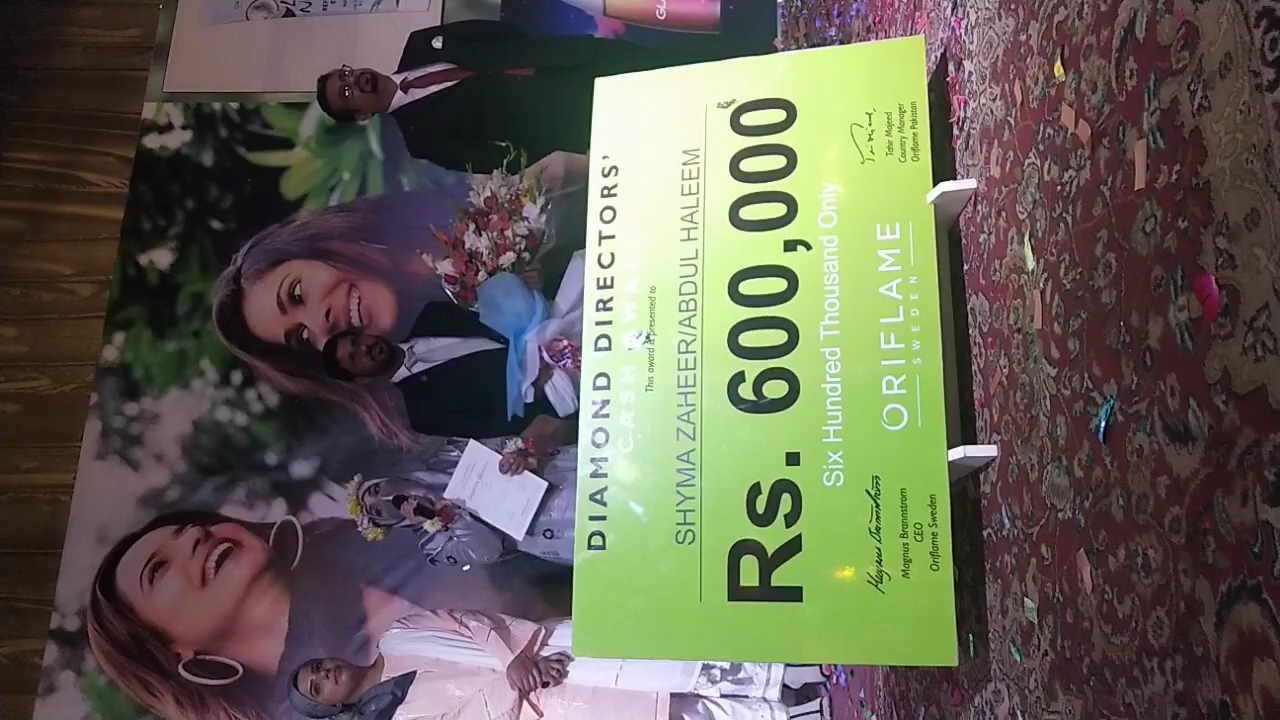 DIAMOND DIRECTORS'
CASH AWARD
This award is presented to
SHYMA ZAHEER/ABDUL HALEEM
Rs. 600,000
Six Hundred Thousand Only
Magnus Brannstrom
CEO
Oriflame Sweden
ORIFLAME
SWEDEN
Tahir Majeed
Country Manager
Oriflame Pakistan